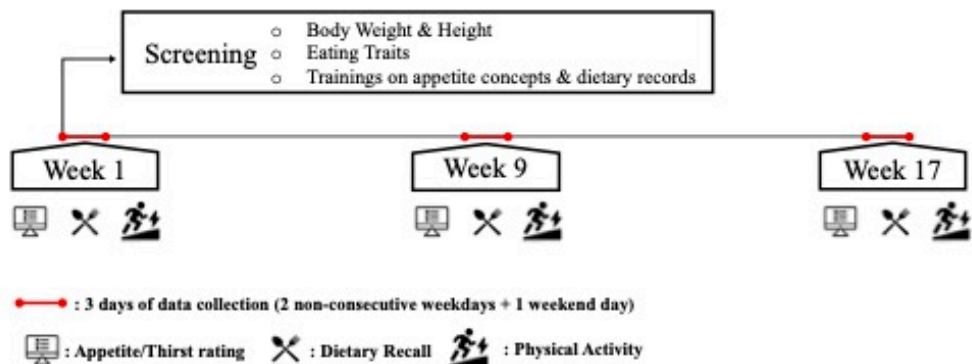 Screening
o Body Weight & Height
o Eating Traits
o Trainings on appetite concepts & dietary records
Week 1 Week 9 Week 17
: 3 days of data collection (2 non-consecutive weekdays + 1 weekend day)
: Appetite/Thirst rating : Dietary Recall : Physical Activity